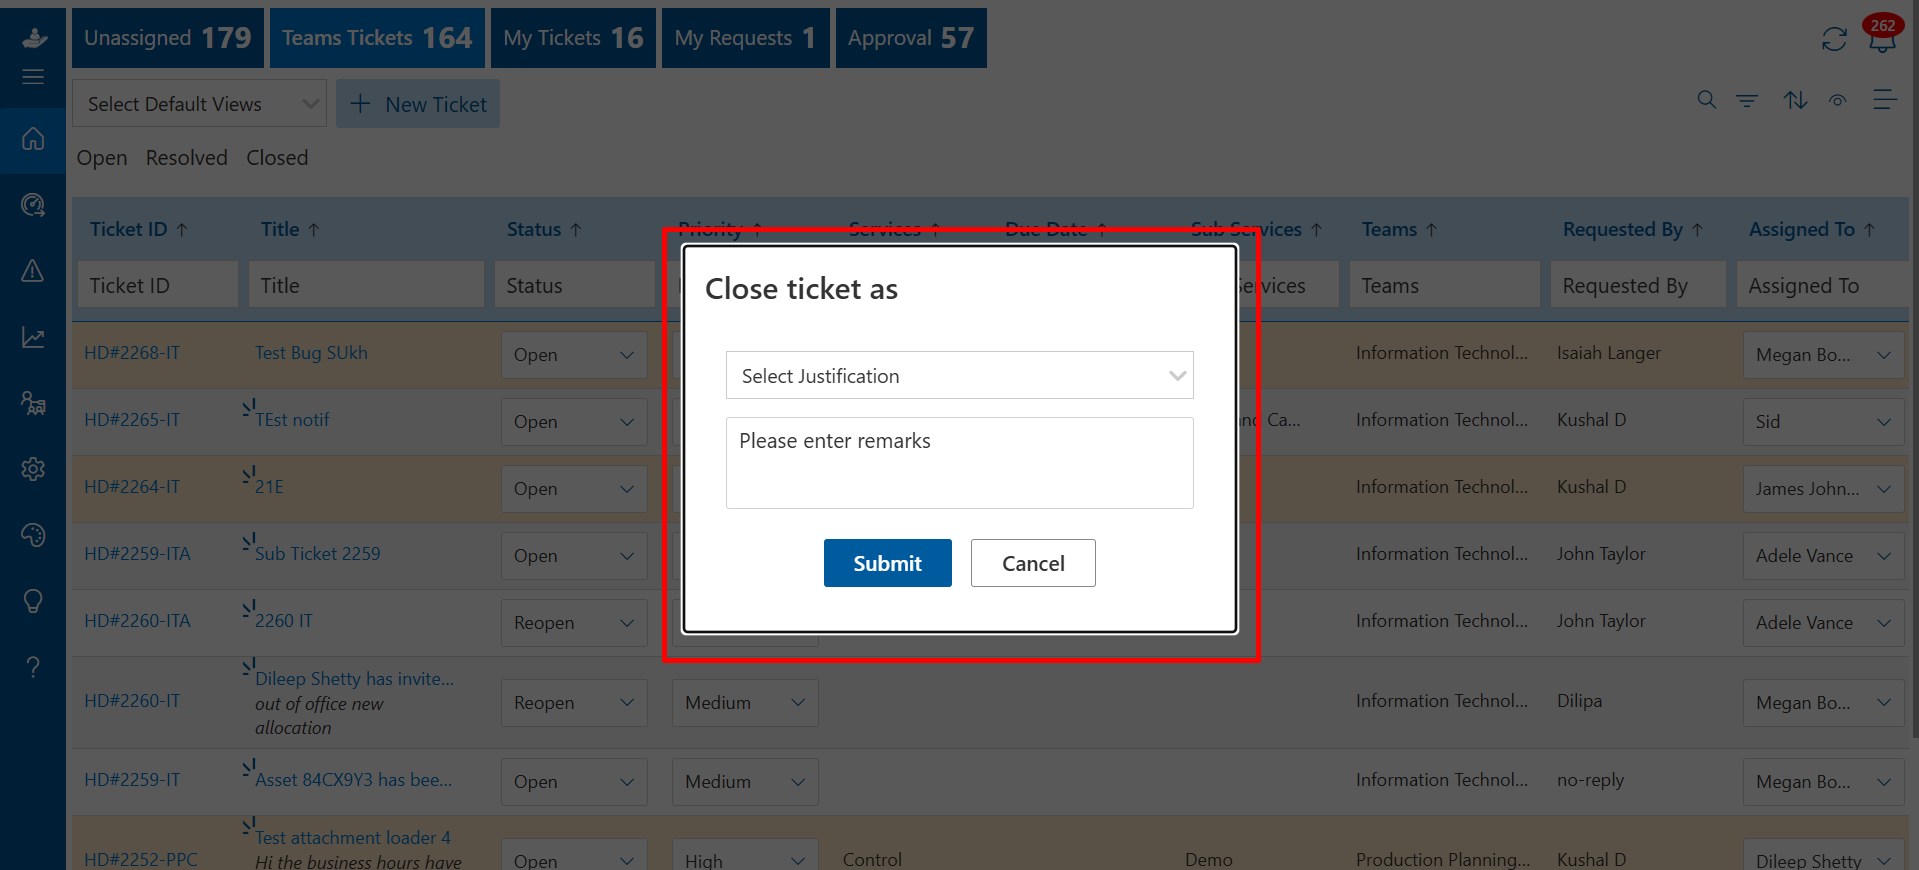 Unassigned 179
Teams Tickets 164
My Tickets 16
My Requests 1
Approval 57
262
Select Default Views
New Ticket
Open Resolved Closed
Ticket ID Title Status Priority Services Due Date Sub Services Teams Requested By Assigned To
Ticket ID Title Status ervices Teams Requested By Assigned To
Close ticket as
Select Justification
Please enter remarks
Submit Cancel
HD#2268-IT Test Bug SUkh Open Information Technol... Isaiah Langer Megan Bo...
HD#2265-IT TEst notif Open nd Ca... Information Technol... Kushal D Sid
HD#2264-IT 21E Open Information Technol... Kushal D James John...
HD#2259-ITA Sub Ticket 2259 Open Information Technol... John Taylor Adele Vance
HD#2260-ITA 2260 IT Reopen Information Technol... John Taylor Adele Vance
HD#2260-IT Dileep Shetty has invite... Reopen Medium Information Technol... Dilipa Megan Bo...
out of office new
allocation
HD#2259-IT Asset 84CX9Y3 has bee... Open Medium Information Technol... no-reply Megan Bo...
Test attachment loader 4
HD#2252-PPC Hi the business hours have Open High Control Demo Production Planning... Kushal D Dileep Shetty